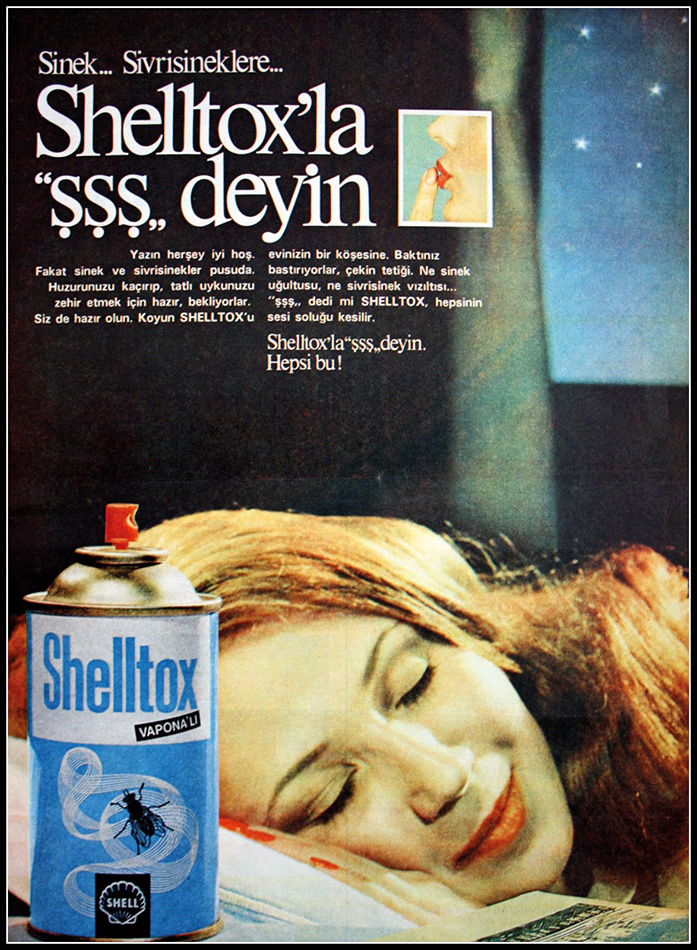 Sinek... Sivrisineklere...
Shelltox'la
“şşş„ deyin
Yazın herşey iyi hoş.
Fakat sinek ve sivrisinekler pusuda.
Huzurunuzu kaçırıp, tatlı uykunuzu
zehir etmek için hazır, bekliyorlar.
Siz de hazır olun. Koyun SHELLTOX'u
evinizin bir köşesine. Baktınız
bastırıyorlar, çekin tetiği. Ne sinek
uğultusu, ne sivrisinek vızıltısı...
“şşş„ dedi mi SHELLTOX, hepsinin
sesi soluğu kesilir.
Shelltox'la“şşş„deyin.
Hepsi bu!
Shelltox
VAPONA'LI
SHELL